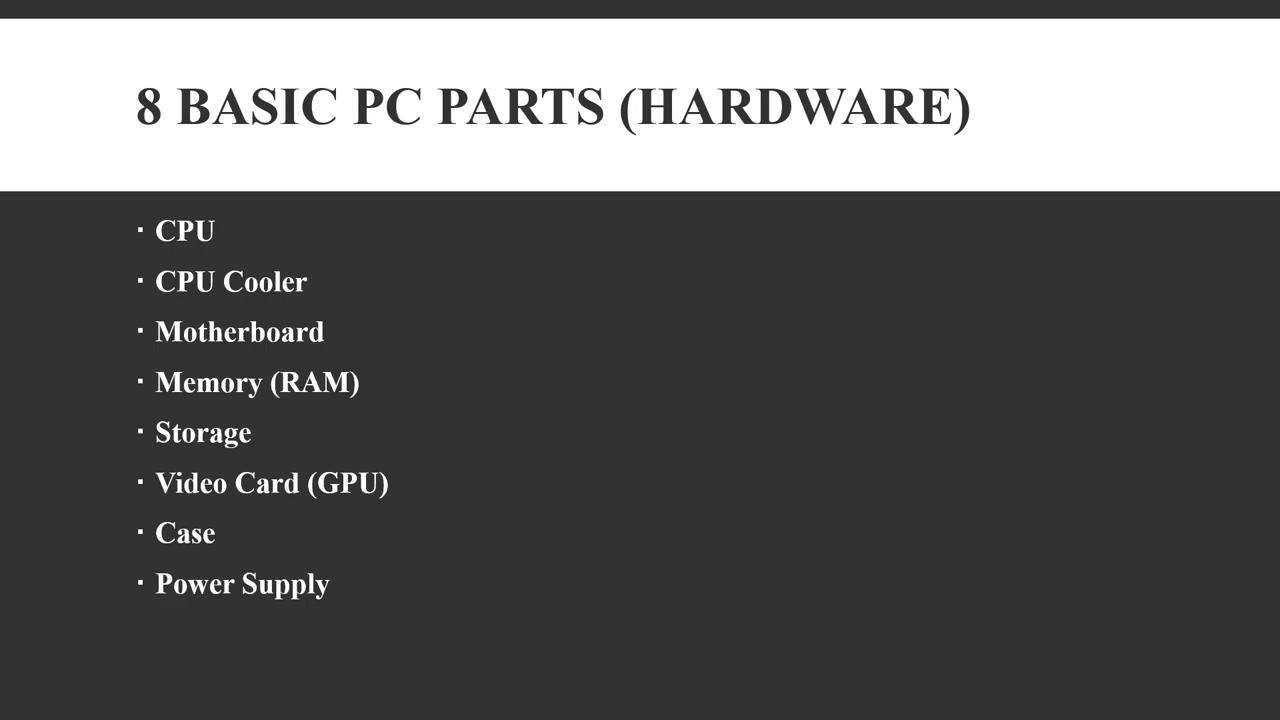 8 BASIC PC PARTS (HARDWARE)
▪ CPU
▪ CPU Cooler
▪ Motherboard
▪ Memory (RAM)
▪ Storage
▪ Video Card (GPU)
▪ Case
▪ Power Supply